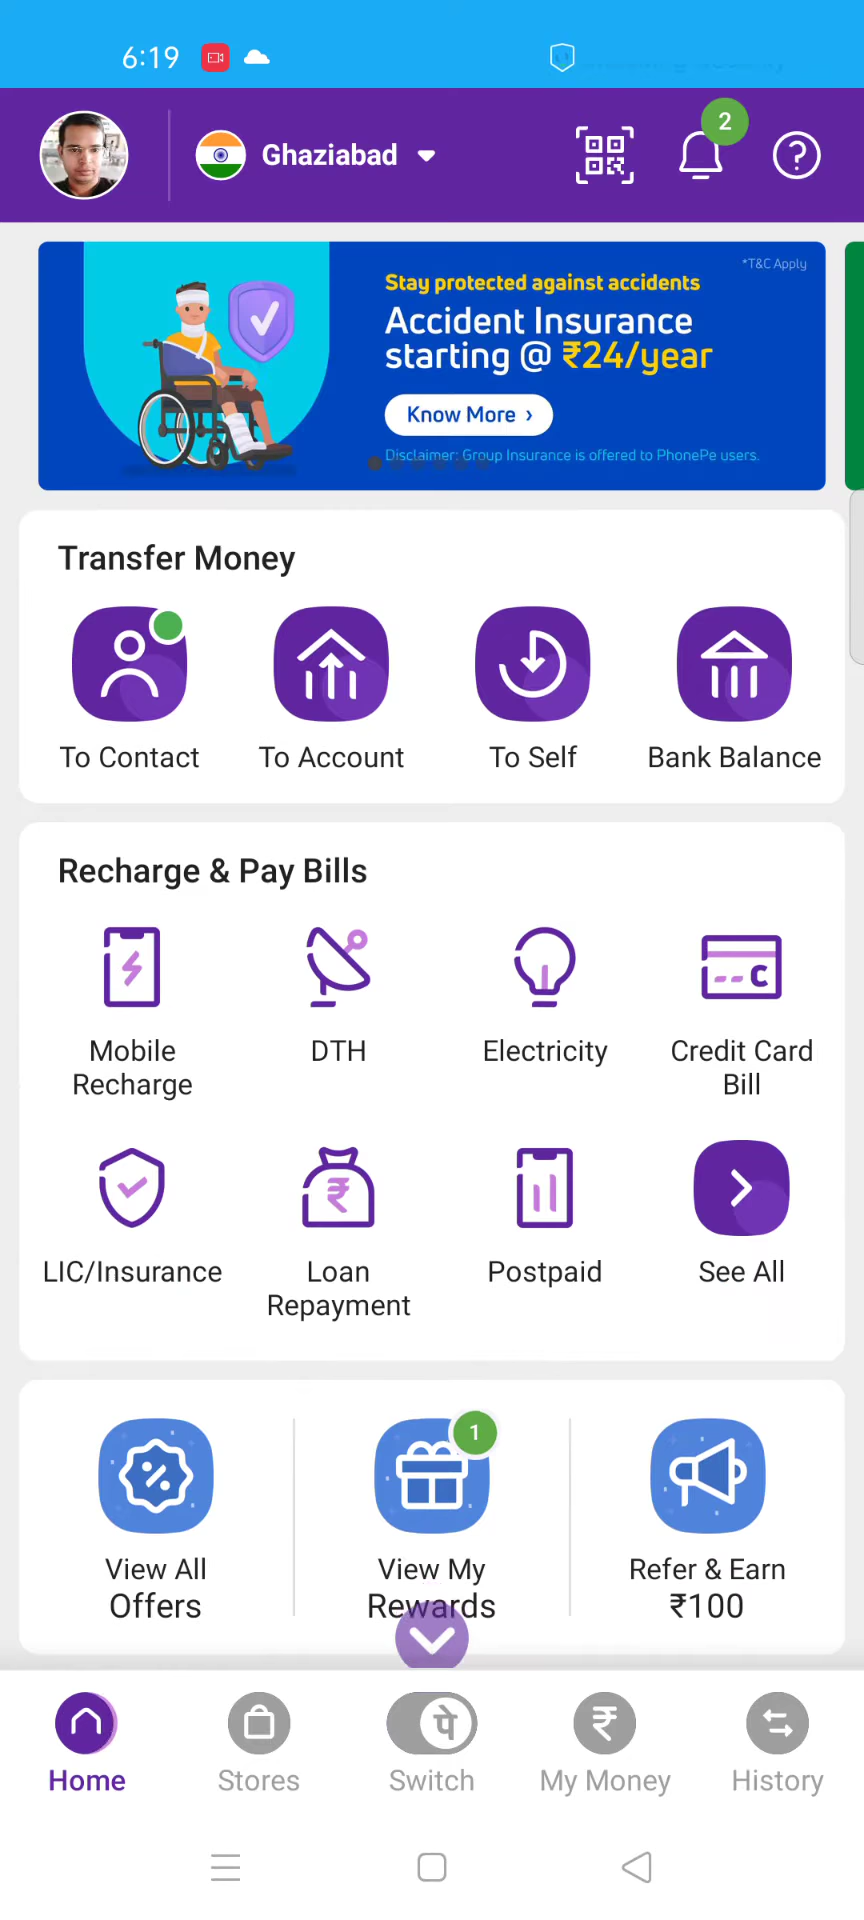 6:19
Ghaziabad
2
*T&C Apply
Stay protected against accidents
Accident Insurance
starting @ ₹24/year
Know More ›
Disclaimer: Group Insurance is offered to PhonePe users.
Transfer Money
To Contact
To Account
To Self
Bank Balance
Recharge & Pay Bills
Mobile
Recharge
DTH
Electricity
Credit Card
Bill
LIC/Insurance
Loan
Repayment
Postpaid
See All
1
View All
Offers
View My
Rewards
Refer & Earn
₹100
पे
Home
Stores
Switch
My Money
History